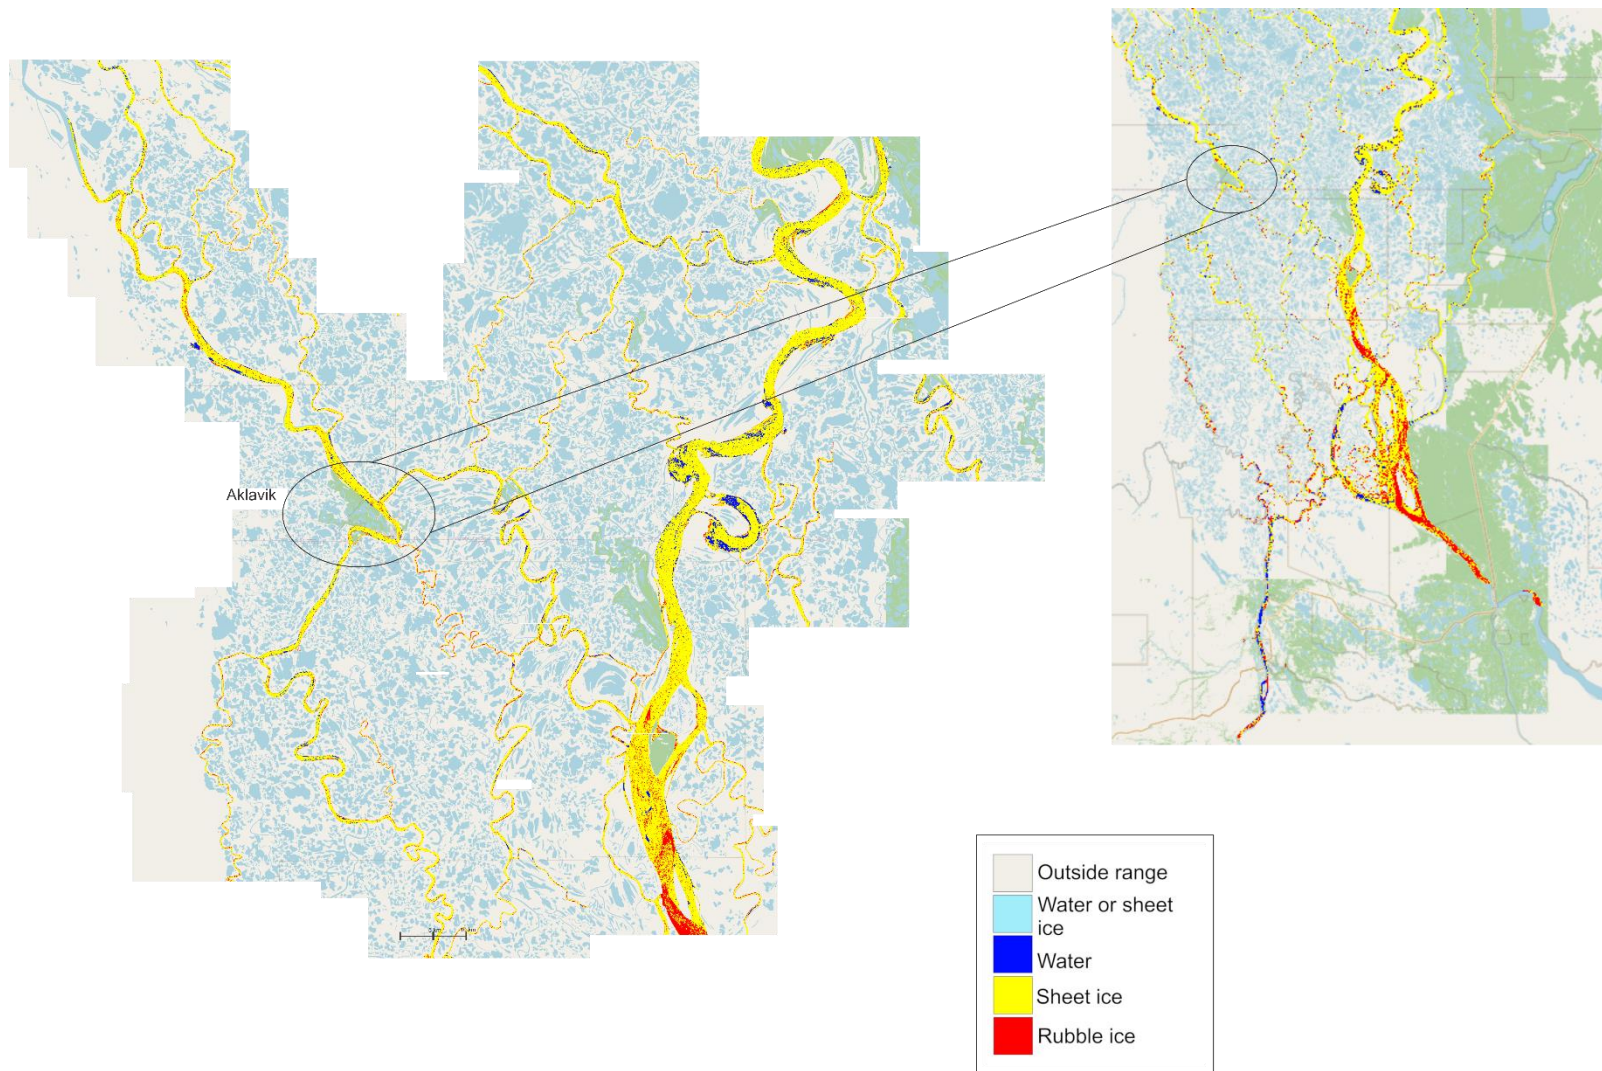 Aklavik
Outside range
Water or sheet
ice
Water
Sheet ice
Rubble ice